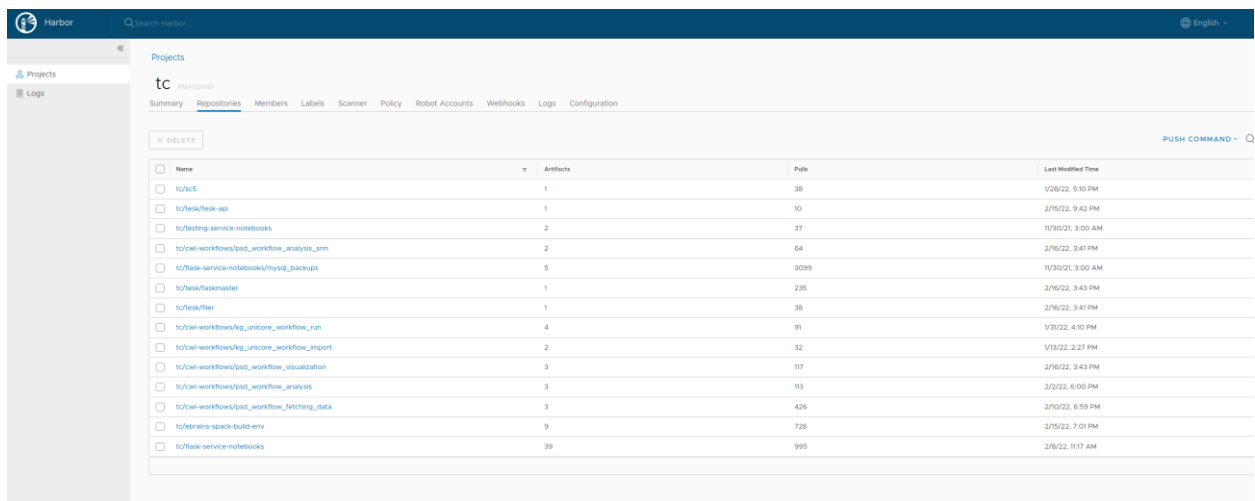 Harbor Search Harbor... English
«
Projects
Projects
Logs
tc Maintainer
Summary Repositories Members Labels Scanner Policy Robot Accounts Webhooks Logs Configuration
X DELETE PUSH COMMAND
Name Artifacts Pulls Last Modified Time
tc/sc5 1 38 1/28/22, 5:10 PM
tc/tesk/tesk-api 1 10 2/15/22, 9:42 PM
tc/testing-service-notebooks 2 37 11/30/21, 3:00 AM
tc/cwl-workflows/psd_workflow_analysis_srm 2 64 2/16/22, 3:41 PM
tc/flask-service-notebooks/mysql_backups 5 3099 11/30/21, 3:00 AM
tc/tesk/taskmaster 1 235 2/16/22, 3:43 PM
tc/tesk/filer 1 38 2/16/22, 3:41 PM
tc/cwl-workflows/kg_unicore_workflow_run 4 91 1/31/22, 4:10 PM
tc/cwl-workflows/kg_unicore_workflow_import 2 32 1/13/22, 2:27 PM
tc/cwl-workflows/psd_workflow_visualization 3 117 2/16/22, 3:43 PM
tc/cwl-workflows/psd_workflow_analysis 3 113 2/2/22, 6:00 PM
tc/cwl-workflows/psd_workflow_fetching_data 3 426 2/10/22, 6:59 PM
tc/ebrains-spack-build-env 9 726 2/15/22, 7:01 PM
tc/flask-service-notebooks 39 995 2/8/22, 11:17 AM